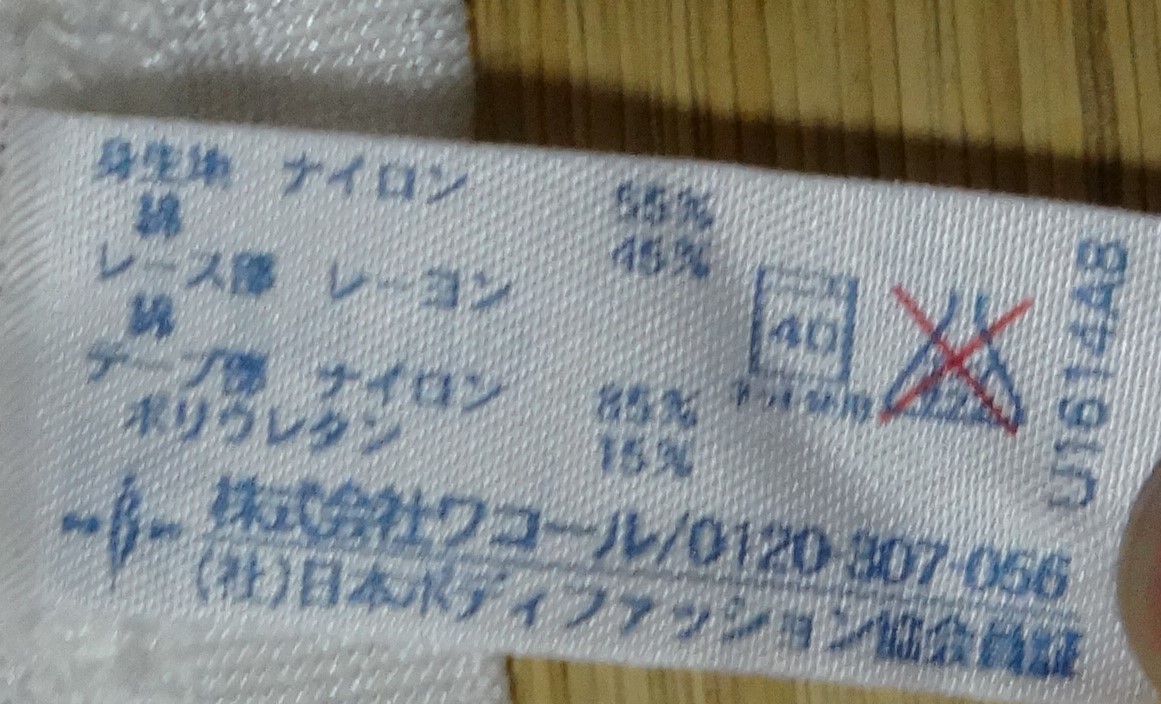 身生地 ナイロン 55%
綿 45%
レース部 レーヨン
綿
テープ部 ナイロン 85%
ポリウレタン 15%
40
U1614AB
株式会社ワコール/0120-307-056
(社)日本ボディファッション協会員証